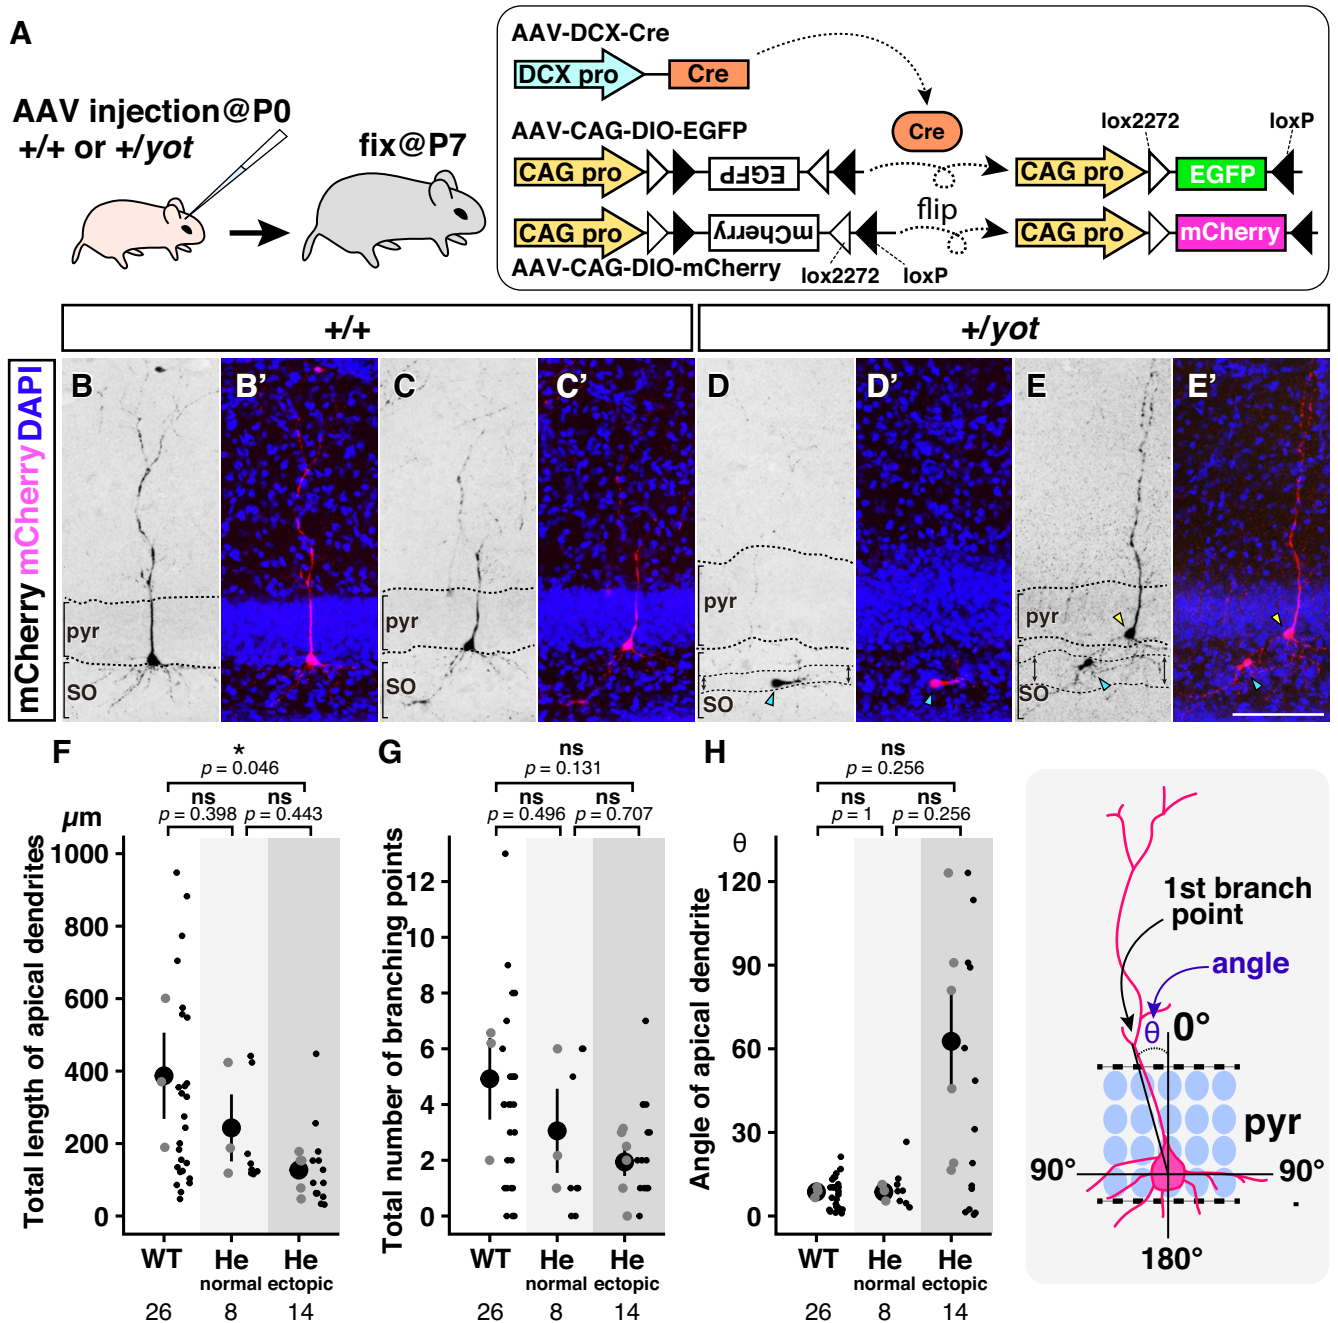 A
AAV injection@P0
+/+ or +/yot
fix@P7
AAV-DCX-Cre
DCX pro
Cre
AAV-CAG-DIO-EGFP
Cre
lox2272
loxP
CAG pro
EGFP
CAG pro
EGFP
flip
CAG pro
mCherry
CAG pro
mCherry
AAV-CAG-DIO-mCherry
lox2272
loxP
+/+
+/yot
mCherry mCherry DAPI
B
B’
C
C’
D
D’
E
E’
pyr
SO
pyr
SO
pyr
SO
pyr
SO
F
*
p = 0.046
ns
ns
p = 0.398
p = 0.443
µm
Total length of apical dendrites
1000
800
600
400
200
0
WT
He
He
normal
ectopic
26
8
14
G
ns
p = 0.131
ns
ns
p = 0.496
p = 0.707
Total number of branching points
12
10
8
6
4
2
0
WT
He
He
normal
ectopic
26
8
14
H
ns
p = 0.256
ns
ns
p = 1
p = 0.256
θ
Angle of apical dendrite
120
90
60
30
0
WT
He
He
normal
ectopic
26
8
14
1st branch
point
angle
θ
0°
pyr
90°
90°
180°